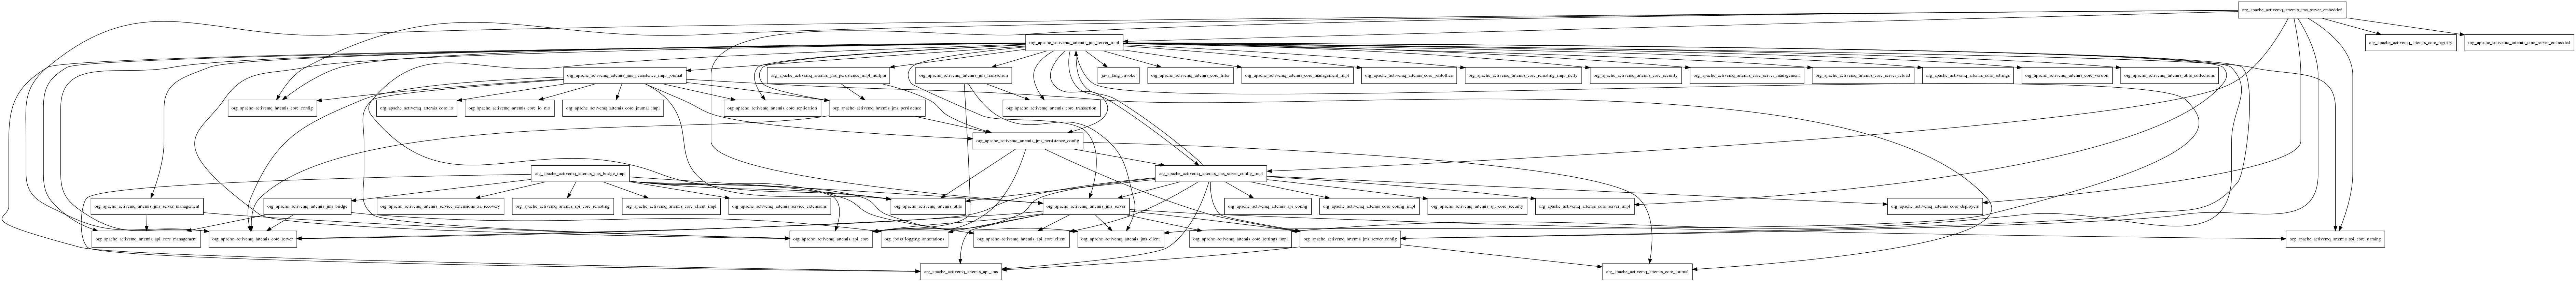 org_apache_activemq_artemis_jms_server_embedded
org_apache_activemq_artemis_jms_server_impl
org_apache_activemq_artemis_core_registry
org_apache_activemq_artemis_core_server_embedded
org_apache_activemq_artemis_jms_persistence_impl_journal
org_apache_activemq_artemis_jms_persistence_impl_nullpm
org_apache_activemq_artemis_jms_transaction
java_lang_invoke
org_apache_activemq_artemis_core_filter
org_apache_activemq_artemis_core_management_impl
org_apache_activemq_artemis_core_postoffice
org_apache_activemq_artemis_core_remoting_impl_netty
org_apache_activemq_artemis_core_security
org_apache_activemq_artemis_core_server_management
org_apache_activemq_artemis_core_server_reload
org_apache_activemq_artemis_core_settings
org_apache_activemq_artemis_core_version
org_apache_activemq_artemis_utils_collections
org_apache_activemq_artemis_core_config
org_apache_activemq_artemis_core_io
org_apache_activemq_artemis_core_io_nio
org_apache_activemq_artemis_core_journal_impl
org_apache_activemq_artemis_core_replication
org_apache_activemq_artemis_jms_persistence
org_apache_activemq_artemis_core_transaction
org_apache_activemq_artemis_jms_persistence_config
org_apache_activemq_artemis_jms_bridge_impl
org_apache_activemq_artemis_jms_server_config_impl
org_apache_activemq_artemis_jms_server_management
org_apache_activemq_artemis_jms_bridge
org_apache_activemq_artemis_service_extensions_xa_recovery
org_apache_activemq_artemis_spi_core_remoting
org_apache_activemq_artemis_core_client_impl
org_apache_activemq_artemis_service_extensions
org_apache_activemq_artemis_utils
org_apache_activemq_artemis_jms_server
org_apache_activemq_artemis_api_config
org_apache_activemq_artemis_core_config_impl
org_apache_activemq_artemis_spi_core_security
org_apache_activemq_artemis_core_server_impl
org_apache_activemq_artemis_core_deployers
org_apache_activemq_artemis_api_core_management
org_apache_activemq_artemis_core_server
org_apache_activemq_artemis_api_core
org_jboss_logging_annotations
org_apache_activemq_artemis_api_core_client
org_apache_activemq_artemis_jms_client
org_apache_activemq_artemis_core_settings_impl
org_apache_activemq_artemis_jms_server_config
org_apache_activemq_artemis_spi_core_naming
org_apache_activemq_artemis_api_jms
org_apache_activemq_artemis_core_journal